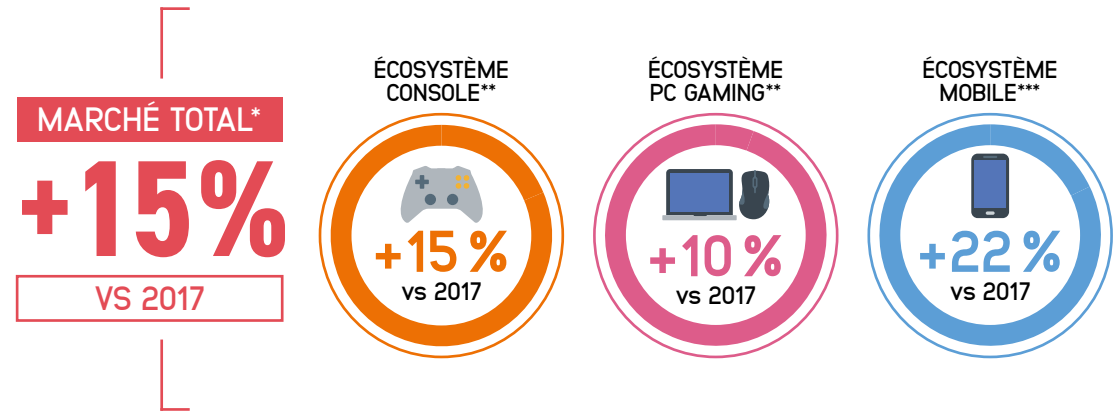 MARCHÉ TOTAL*
+15%
VS 2017
ÉCOSYSTÈME
CONSOLE**
+15 %
vs 2017
ÉCOSYSTÈME
PC GAMING**
+10 %
vs 2017
ÉCOSYSTÈME
MOBILE***
+22 %
vs 2017